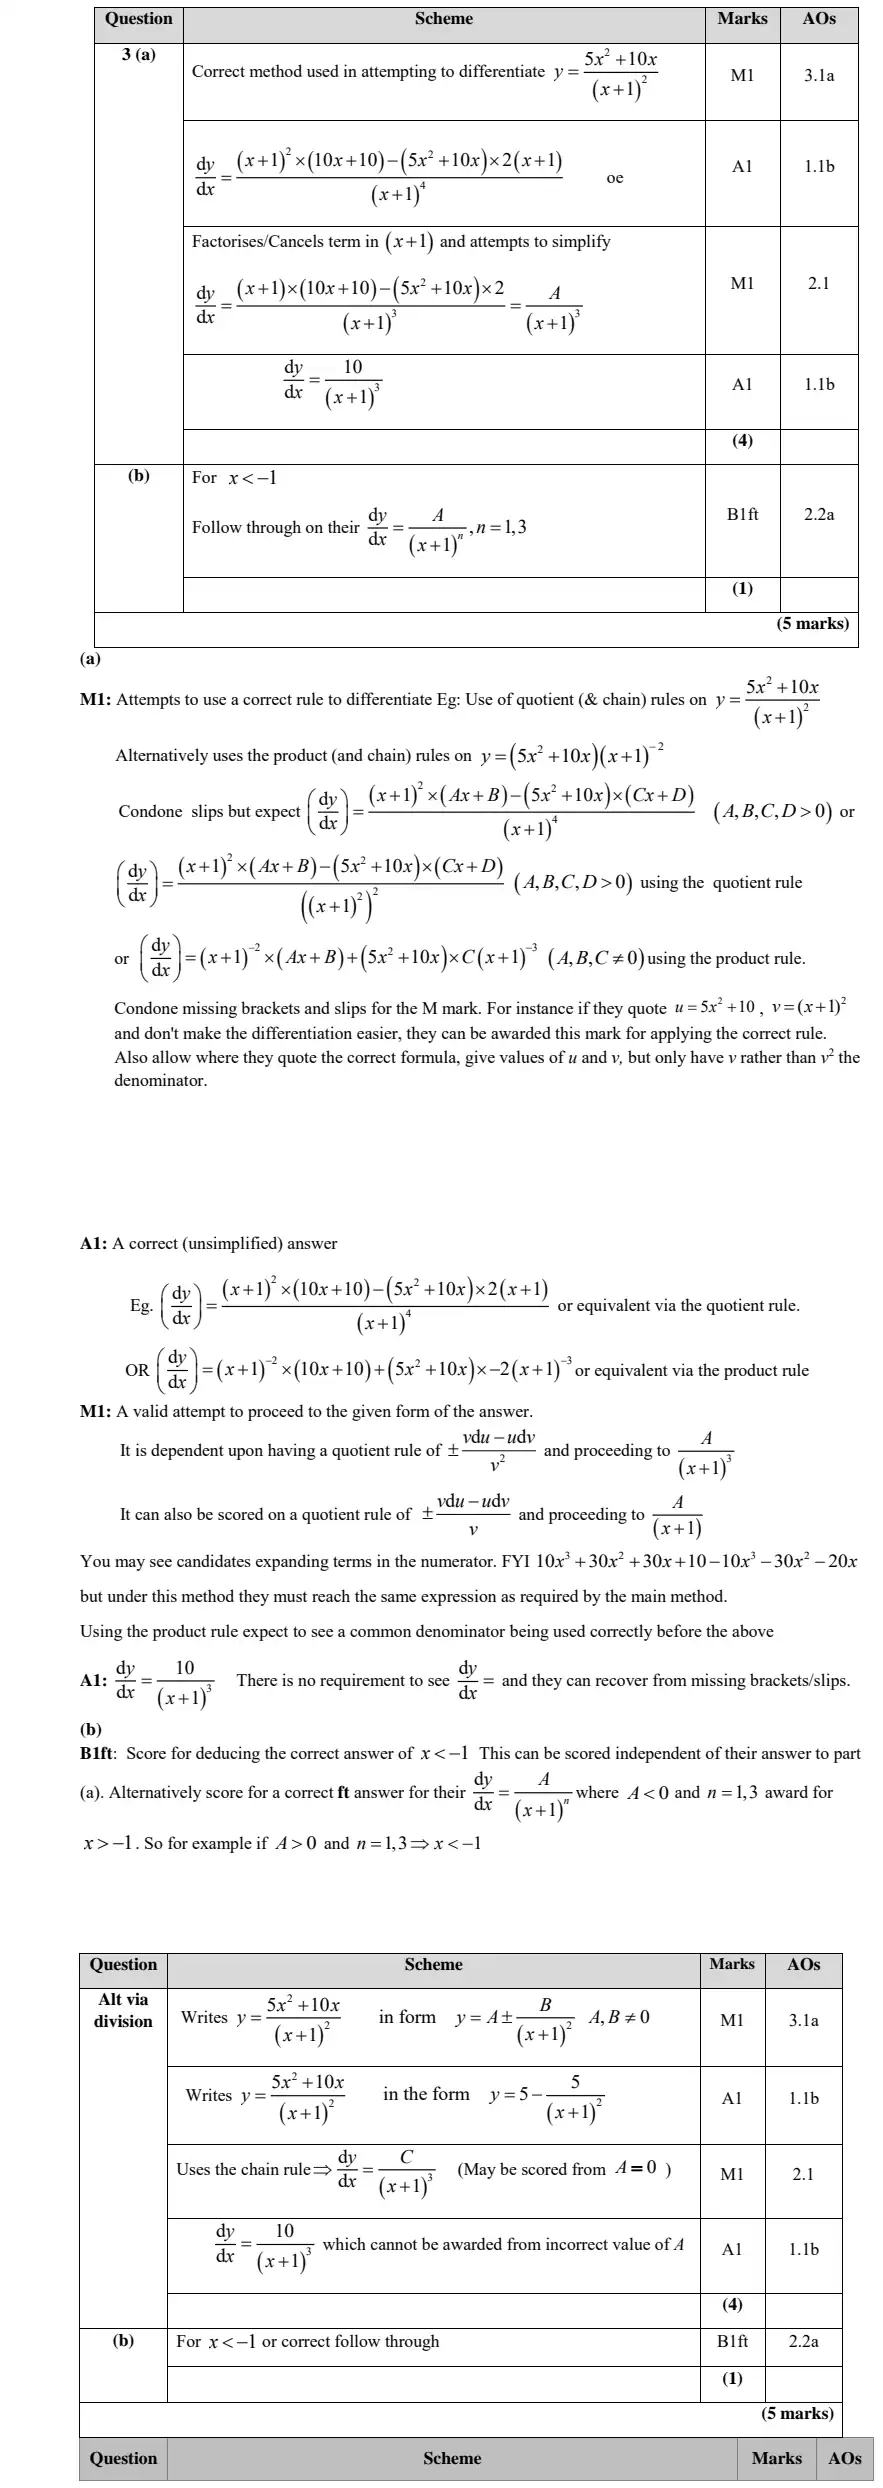 Question Scheme Marks AOs
3 (a) Correct method used in attempting to differentiate y = (5x² + 10x)/(x+1)² M1 3.1a
dy/dx = ((x+1)² × (10x+10) − (5x² + 10x) × 2(x+1))/(x+1)⁴ oe A1 1.1b
Factorises/Cancels term in (x+1) and attempts to simplify
dy/dx = ((x+1) × (10x+10) − (5x² + 10x) × 2)/(x+1)³ = A/(x+1)³ M1 2.1
dy/dx = 10/(x+1)³ A1 1.1b
(4)
(b) For x < −1
Follow through on their dy/dx = A/(x+1)ⁿ, n = 1,3 B1ft 2.2a
(1)
(5 marks)
(a)
M1: Attempts to use a correct rule to differentiate Eg: Use of quotient (& chain) rules on y = (5x² + 10x)/(x+1)²
Alternatively uses the product (and chain) rules on y = (5x² + 10x)(x+1)⁻²
Condone slips but expect (dy/dx) = ((x+1)² × (Ax+B) − (5x² + 10x) × (Cx+D))/(x+1)⁴ (A, B, C, D > 0) or
(dy/dx) = ((x+1)² × (Ax+B) − (5x² + 10x) × (Cx+D))/((x+1)²)² (A, B, C, D > 0) using the quotient rule
or (dy/dx) = (x+1)⁻² × (Ax+B) + (5x² + 10x) × C(x+1)⁻³ (A, B, C ≠ 0) using the product rule.
Condone missing brackets and slips for the M mark. For instance if they quote u = 5x² + 10, v = (x+1)²
and don't make the differentiation easier, they can be awarded this mark for applying the correct rule.
Also allow where they quote the correct formula, give values of u and v, but only have v rather than v² the
denominator.
A1: A correct (unsimplified) answer
Eg. (dy/dx) = ((x+1)² × (10x+10) − (5x² + 10x) × 2(x+1))/(x+1)⁴ or equivalent via the quotient rule.
OR (dy/dx) = (x+1)⁻² × (10x+10) + (5x² + 10x) × −2(x+1)⁻³ or equivalent via the product rule
M1: A valid attempt to proceed to the given form of the answer.
It is dependent upon having a quotient rule of ± (vdu − udv)/v² and proceeding to A/(x+1)³
It can also be scored on a quotient rule of ± (vdu − udv)/v and proceeding to A/(x+1)
You may see candidates expanding terms in the numerator. FYI 10x³ + 30x² + 30x + 10 − 10x³ − 30x² − 20x
but under this method they must reach the same expression as required by the main method.
Using the product rule expect to see a common denominator being used correctly before the above
A1: dy/dx = 10/(x+1)³ There is no requirement to see dy/dx = and they can recover from missing brackets/slips.
(b)
B1ft: Score for deducing the correct answer of x < −1 This can be scored independent of their answer to part
(a). Alternatively score for a correct ft answer for their dy/dx = A/(x+1)ⁿ where A < 0 and n = 1,3 award for
x > −1. So for example if A > 0 and n = 1,3 ⇒ x < −1
Question Scheme Marks AOs
Alt via division Writes y = (5x² + 10x)/(x+1)² in form y = A ± B/(x+1)² A, B ≠ 0 M1 3.1a
Writes y = (5x² + 10x)/(x+1)² in the form y = 5 − 5/(x+1)² A1 1.1b
Uses the chain rule ⇒ dy/dx = C/(x+1)³ (May be scored from A = 0 ) M1 2.1
dy/dx = 10/(x+1)³ which cannot be awarded from incorrect value of A A1 1.1b
(4)
(b) For x < −1 or correct follow through B1ft 2.2a
(1)
(5 marks)
Question Scheme Marks AOs